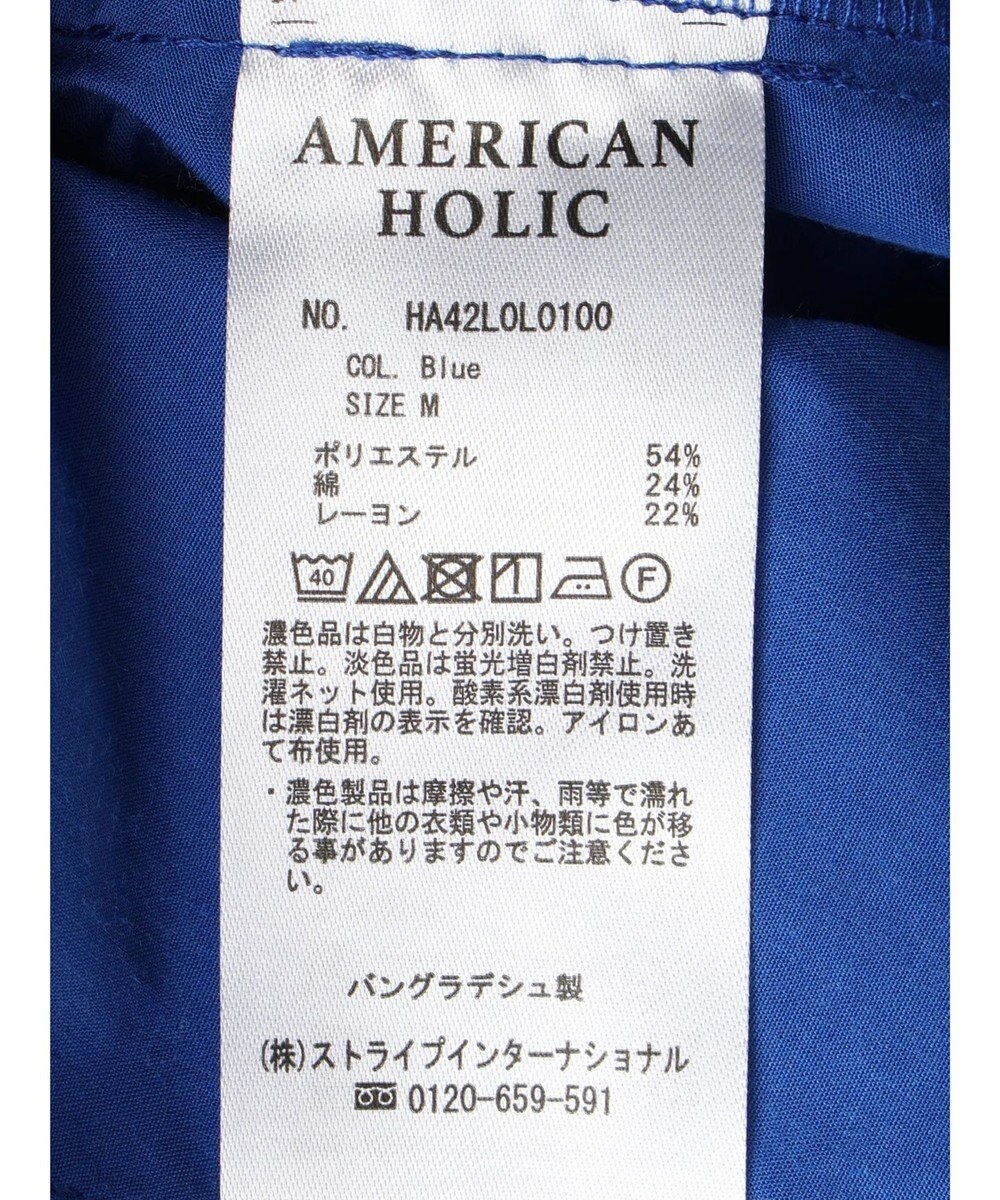 AMERICAN
HOLIC
NO. HA42L0L0100
COL. Blue
SIZE M
ポリエステル 54%
綿 24%
レーヨン 22%
40 F
濃色品は白物と分別洗い。つけ置き
禁止。淡色品は蛍光増白剤禁止。洗
濯ネット使用。酸素系漂白剤使用時
は漂白剤の表示を確認。アイロンあ
て布使用。
・濃色製品は摩擦や汗、雨等で濡れ
た際に他の衣類や小物類に色が移
る事がありますのでご注意くださ
い。
バングラデシュ製
(株)ストライプインターナショナル
0120-659-591